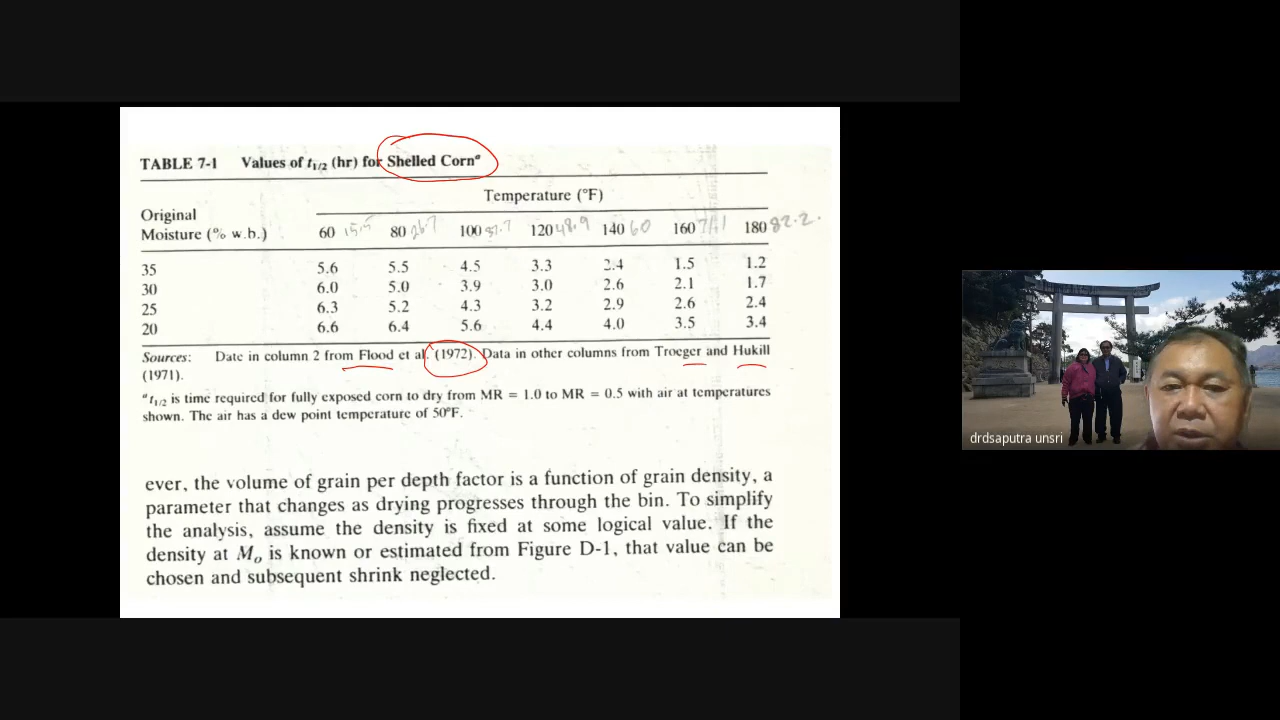 TABLE 7-1 Values of t1/2 (hr) for Shelled Cornᵃ
Temperature (°F)
Original
Moisture (% w.b.) 60 15.5 80 26.7 100 120 48.9 140 60 160 180 82.2
35 5.6 5.5 4.5 3.3 2.4 1.5 1.2
30 6.0 5.0 3.9 3.0 2.6 2.1 1.7
25 6.3 5.2 4.3 3.2 2.9 2.6 2.4
20 6.6 6.4 5.6 4.4 4.0 3.5 3.4
Sources: Date in column 2 from Flood et al. (1972). Data in other columns from Troeger and Hukill
(1971).
ᵃt1/2 is time required for fully exposed corn to dry from MR = 1.0 to MR = 0.5 with air at temperatures
shown. The air has a dew point temperature of 50°F.
ever, the volume of grain per depth factor is a function of grain density, a
parameter that changes as drying progresses through the bin. To simplify
the analysis, assume the density is fixed at some logical value. If the
density at Mo is known or estimated from Figure D-1, that value can be
chosen and subsequent shrink neglected.
drdsaputra unsri